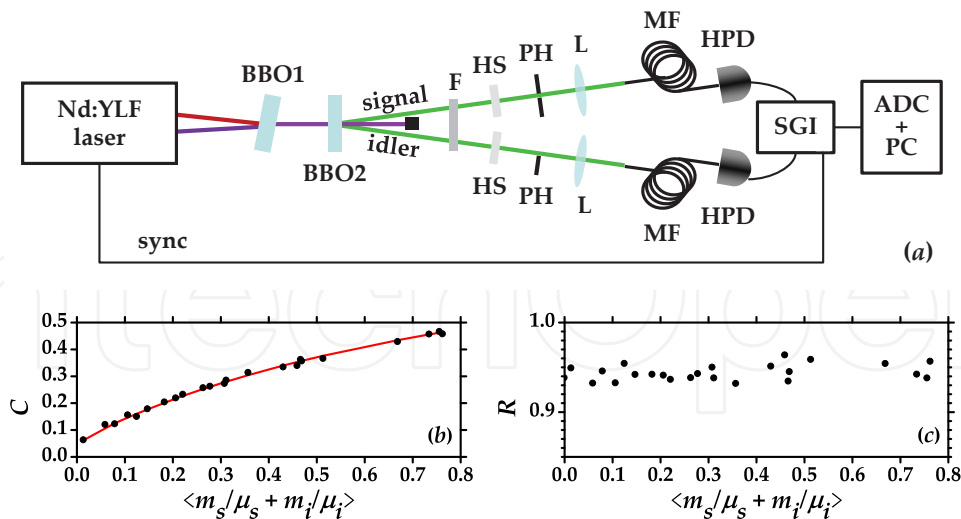 MF
HPD
PH
L
HS
F
BBO1
signal
Nd:YLF
laser
SGI
ADC
+
PC
idler
BBO2
HS
PH
L
MF
HPD
sync
(a)
0.5
0.4
0.3
0.2
0.1
0.0
C
(b)
0.0 0.1 0.2 0.3 0.4 0.5 0.6 0.7 0.8
<m_s/μ_s + m_i/μ_i>
1.0
0.9
R
(c)
0.0 0.1 0.2 0.3 0.4 0.5 0.6 0.7 0.8
<m_s/μ_s + m_i/μ_i>